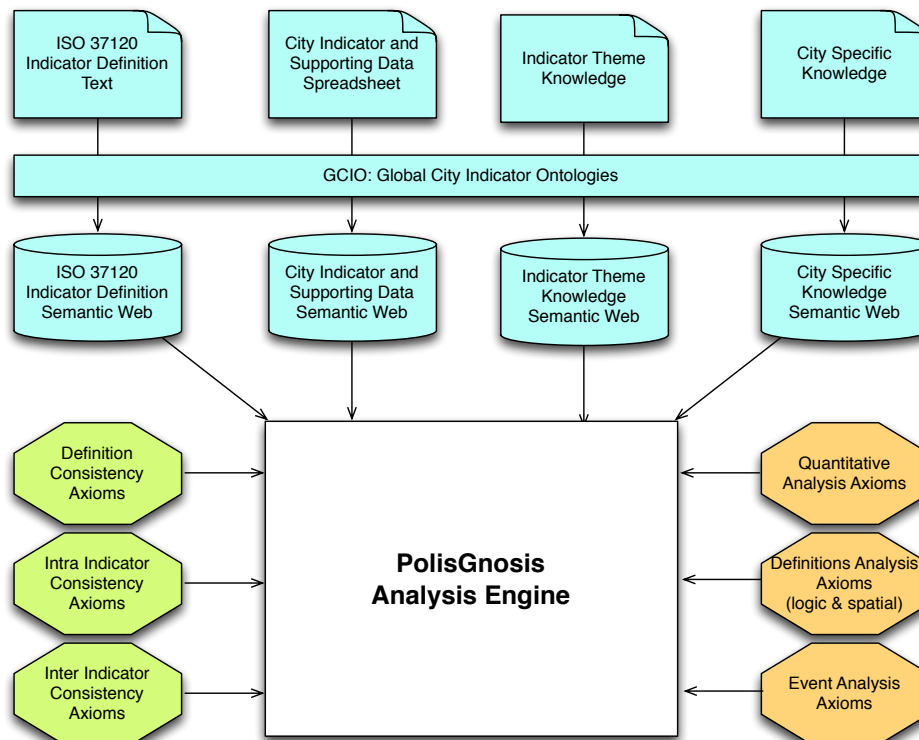 ISO 37120
Indicator Definition
Text
City Indicator and
Supporting Data
Spreadsheet
Indicator Theme
Knowledge
City Specific
Knowledge
GCIO: Global City Indicator Ontologies
ISO 37120
Indicator Definition
Semantic Web
City Indicator and
Supporting Data
Semantic Web
Indicator Theme
Knowledge
Semantic Web
City Specific
Knowledge
Semantic Web
Definition
Consistency
Axioms
Intra Indicator
Consistency
Axioms
Inter Indicator
Consistency
Axioms
PolisGnosis
Analysis Engine
Quantitative
Analysis Axioms
Definitions Analysis
Axioms
(logic & spatial)
Event Analysis
Axioms